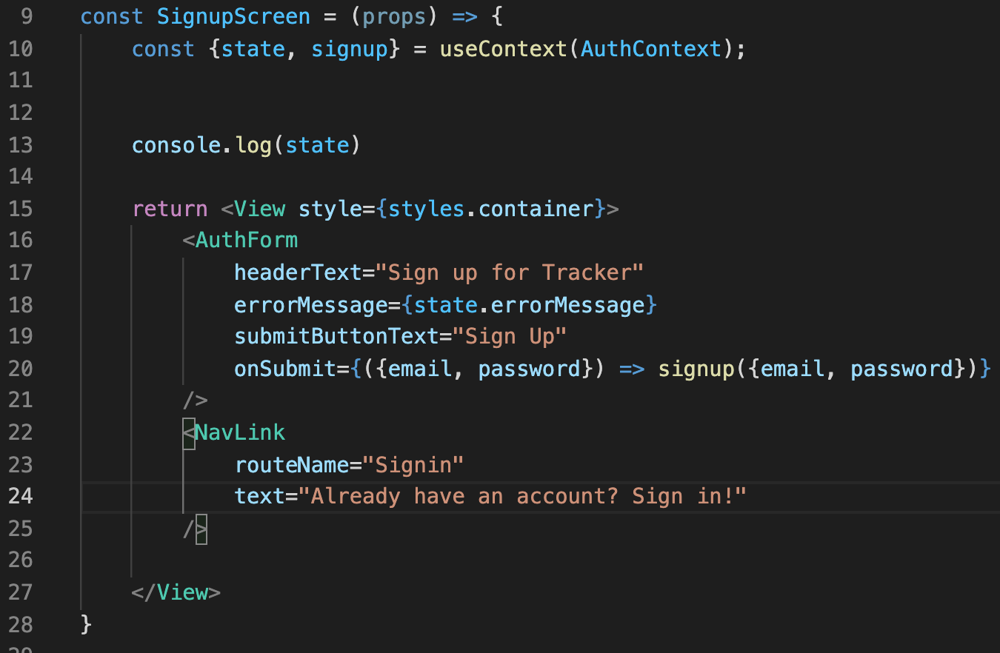 9 const SignupScreen = (props) => {
10 const {state, signup} = useContext(AuthContext);
11
12
13 console.log(state)
14
15 return <View style={styles.container}>
16 <AuthForm
17 headerText="Sign up for Tracker"
18 errorMessage={state.errorMessage}
19 submitButtonText="Sign Up"
20 onSubmit={({email, password}) => signup({email, password})}
21 />
22 <NavLink
23 routeName="Signin"
24 text="Already have an account? Sign in!"
25 />
26
27 </View>
28 }